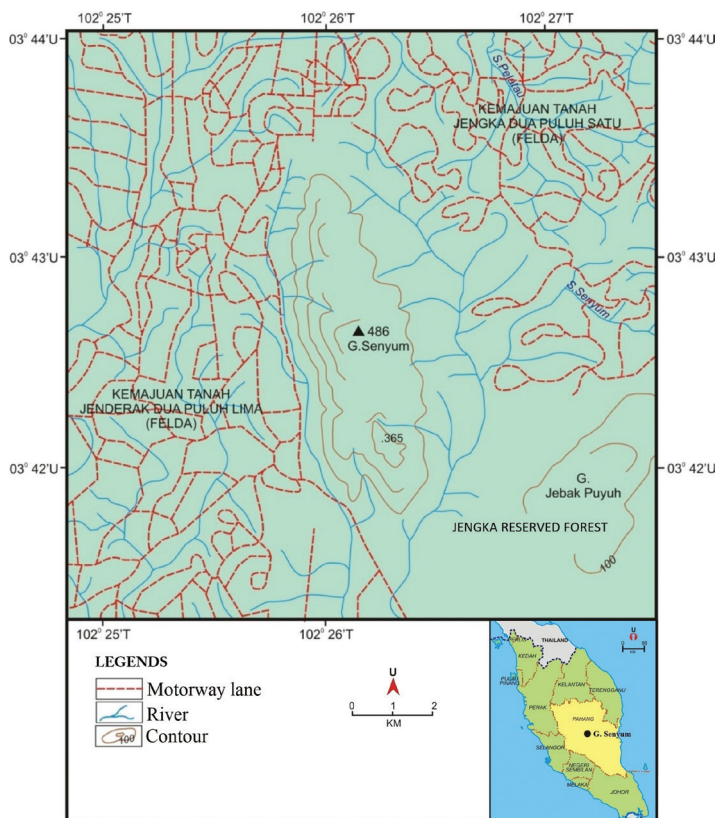 102° 25'T 102° 26'T 102° 27'T
03° 44'U 03° 44'U
S.Pelatau
KEMAJUAN TANAH
JENGKA DUA PULUH SATU
(FELDA)
03° 43'U 03° 43'U
S.Senyum
486
G.Senyum
KEMAJUAN TANAH
JENDERAK DUA PULUH LIMA
(FELDA)
.365
03° 42'U 03° 42'U
G.
Jebak Puyuh
JENGKA RESERVED FOREST
100
102° 25'T 102° 26'T
LEGENDS
Motorway lane
River
100 Contour
U
0 1 2
KM
THAILAND
U
0
KM
KEDAH
PULAU
PINANG
KELANTAN
TERENGGANU
PERAK
PAHANG
G. Senyum
SELANGOR
NEGERI
SEMBILAN
MELAKA
JOHOR